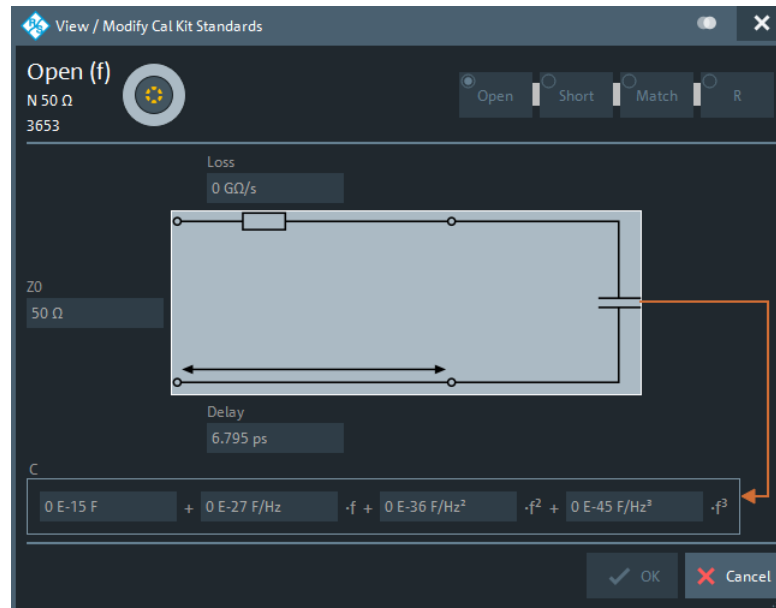 R&S View / Modify Cal Kit Standards
Open (f)
N 50 Ω
3653
Open Short Match R
Loss
0 GΩ/s
Z0
50 Ω
Delay
6.795 ps
C
0 E-15 F + 0 E-27 F/Hz ·f + 0 E-36 F/Hz² ·f² + 0 E-45 F/Hz³ ·f³
OK Cancel